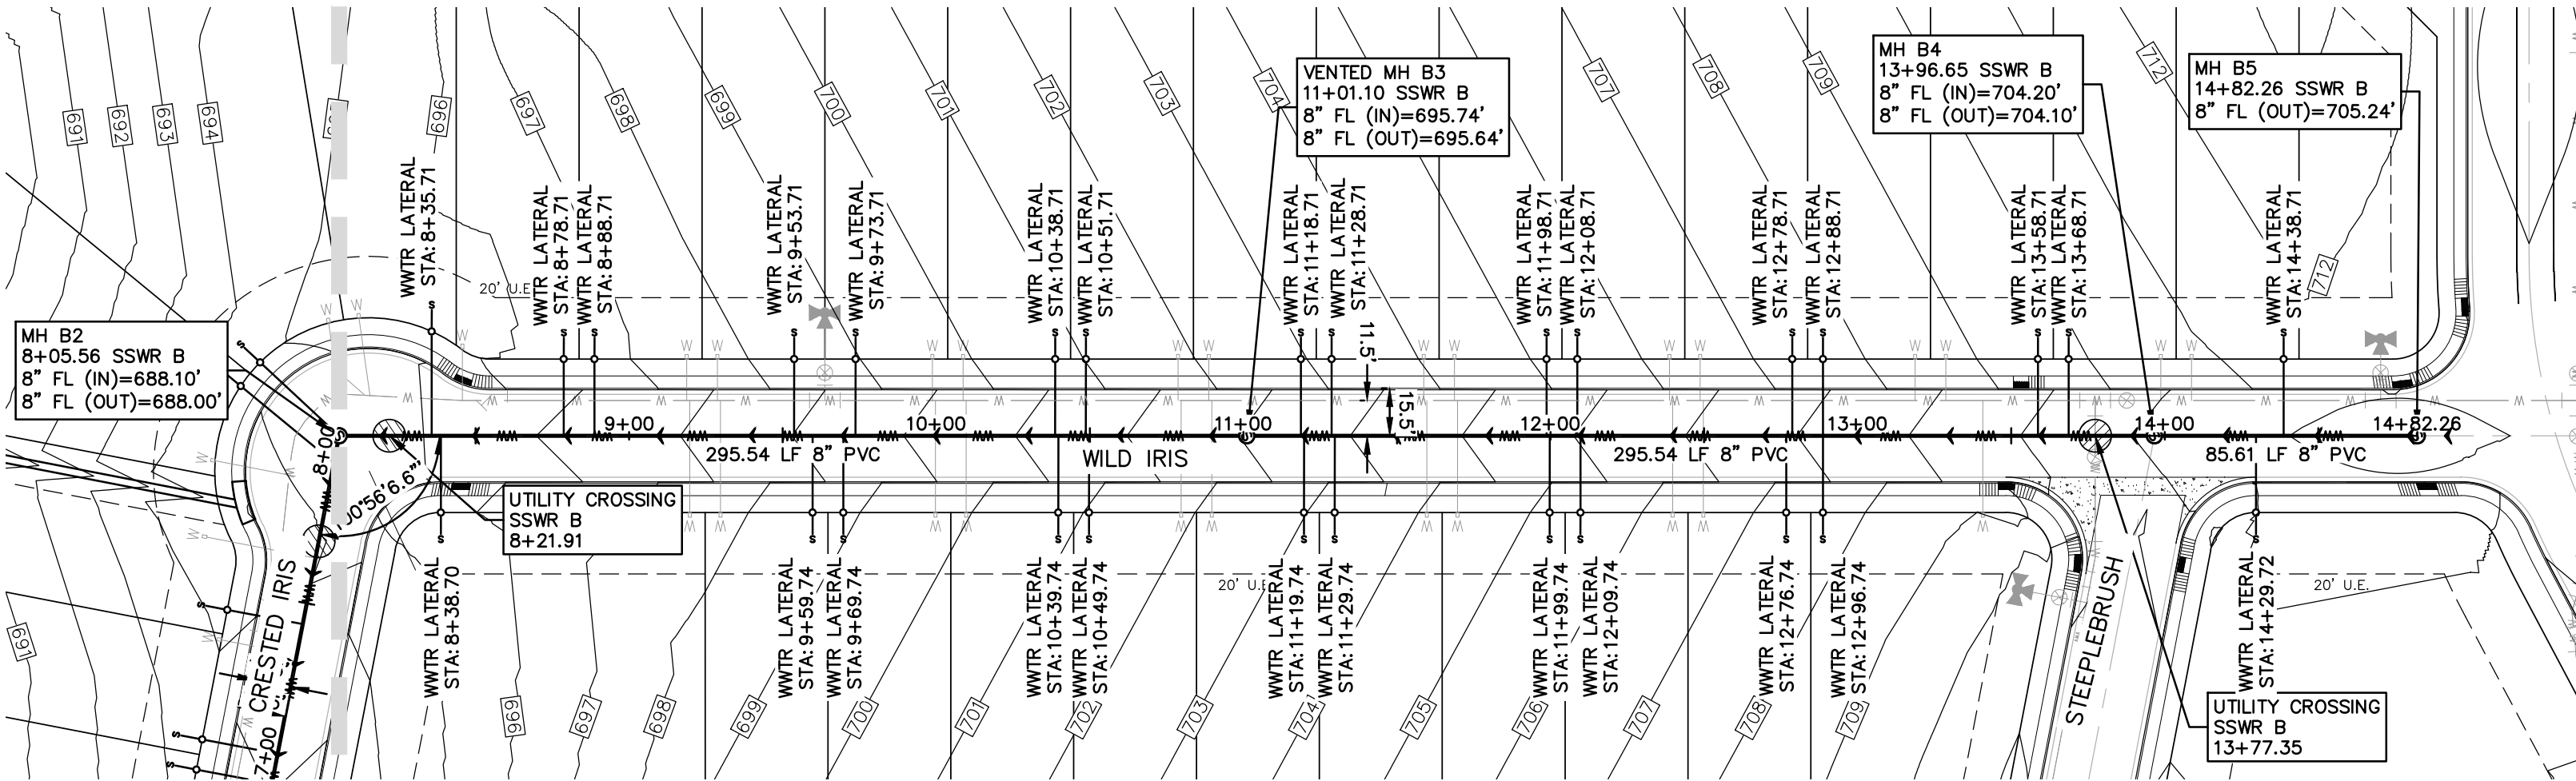 691
692
693
694
696
697
698
699
700
701
702
703
704
707
708
709
712
VENTED MH B3
11+01.10 SSWR B
8" FL (IN)=695.74'
8" FL (OUT)=695.64'
MH B4
13+96.65 SSWR B
8" FL (IN)=704.20'
8" FL (OUT)=704.10'
MH B5
14+82.26 SSWR B
8" FL (OUT)=705.24'
WWTR LATERAL
STA: 8+35.71
WWTR LATERAL
STA: 8+78.71
WWTR LATERAL
STA: 8+88.71
WWTR LATERAL
STA: 9+53.71
WWTR LATERAL
STA: 9+73.71
WWTR LATERAL
STA: 10+38.71
WWTR LATERAL
STA: 10+51.71
WWTR LATERAL
STA: 11+18.71
WWTR LATERAL
STA: 11+28.71
WWTR LATERAL
STA: 11+98.71
WWTR LATERAL
STA: 12+08.71
WWTR LATERAL
STA: 12+78.71
WWTR LATERAL
STA: 12+88.71
WWTR LATERAL
STA: 13+58.71
WWTR LATERAL
STA: 13+68.71
WWTR LATERAL
STA: 14+38.71
712
20' U.E.
MH B2
8+05.56 SSWR B
8" FL (IN)=688.10'
8" FL (OUT)=688.00'
11.5'
15.5'
8+00
9+00
10+00
11+00
12+00
13+00
14+00
14+82.26
295.54 LF 8" PVC
WILD IRIS
295.54 LF 8" PVC
85.61 LF 8" PVC
UTILITY CROSSING
SSWR B
8+21.91
20' U.E.
20' U.E.
WWTR LATERAL
STA: 8+38.70
WWTR LATERAL
STA: 9+59.74
WWTR LATERAL
STA: 9+69.74
WWTR LATERAL
STA: 10+39.74
WWTR LATERAL
STA: 10+49.74
WWTR LATERAL
STA: 11+19.74
WWTR LATERAL
STA: 11+29.74
WWTR LATERAL
STA: 11+99.74
WWTR LATERAL
STA: 12+09.74
WWTR LATERAL
STA: 12+76.74
WWTR LATERAL
STA: 12+96.74
WWTR LATERAL
STA: 14+29.72
CRESTED IRIS
7+00
STEEPLEBRUSH
691
696
697
698
699
700
701
702
703
704
705
706
707
708
709
UTILITY CROSSING
SSWR B
13+77.35